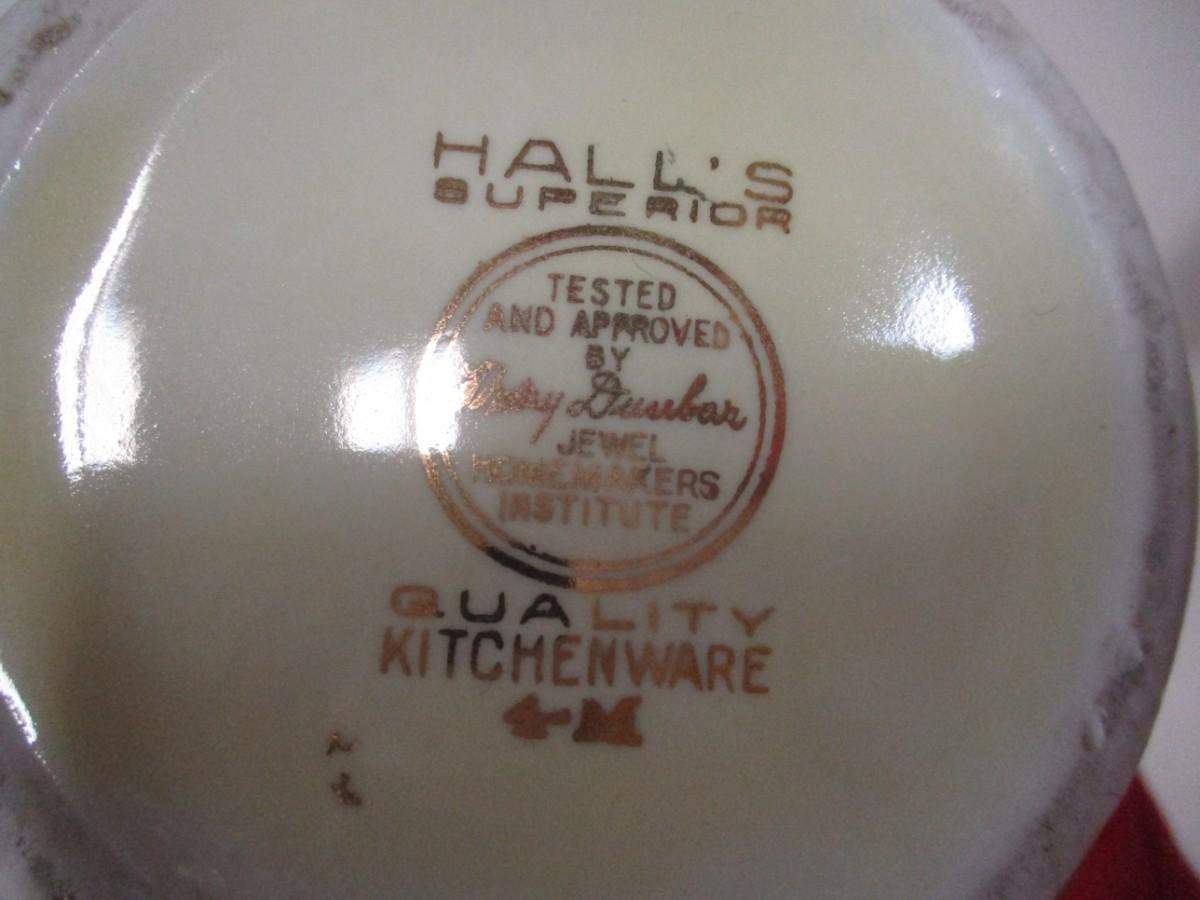 HALL'S
SUPERIOR
TESTED
AND APPROVED
BY
Mary Dunbar
JEWEL
HOMEMAKERS
INSTITUTE
QUALITY
KITCHENWARE
4-M